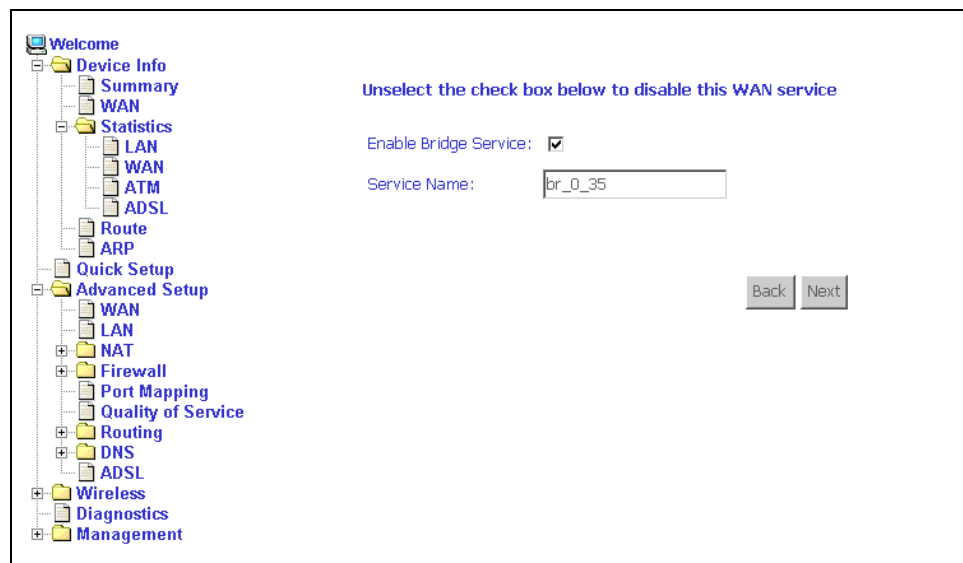 Welcome
Device Info
Summary
WAN
Statistics
LAN
WAN
ATM
ADSL
Route
ARP
Quick Setup
Advanced Setup
WAN
LAN
NAT
Firewall
Port Mapping
Quality of Service
Routing
DNS
ADSL
Wireless
Diagnostics
Management
Unselect the check box below to disable this WAN service
Enable Bridge Service:
Service Name: br_0_35
Back Next